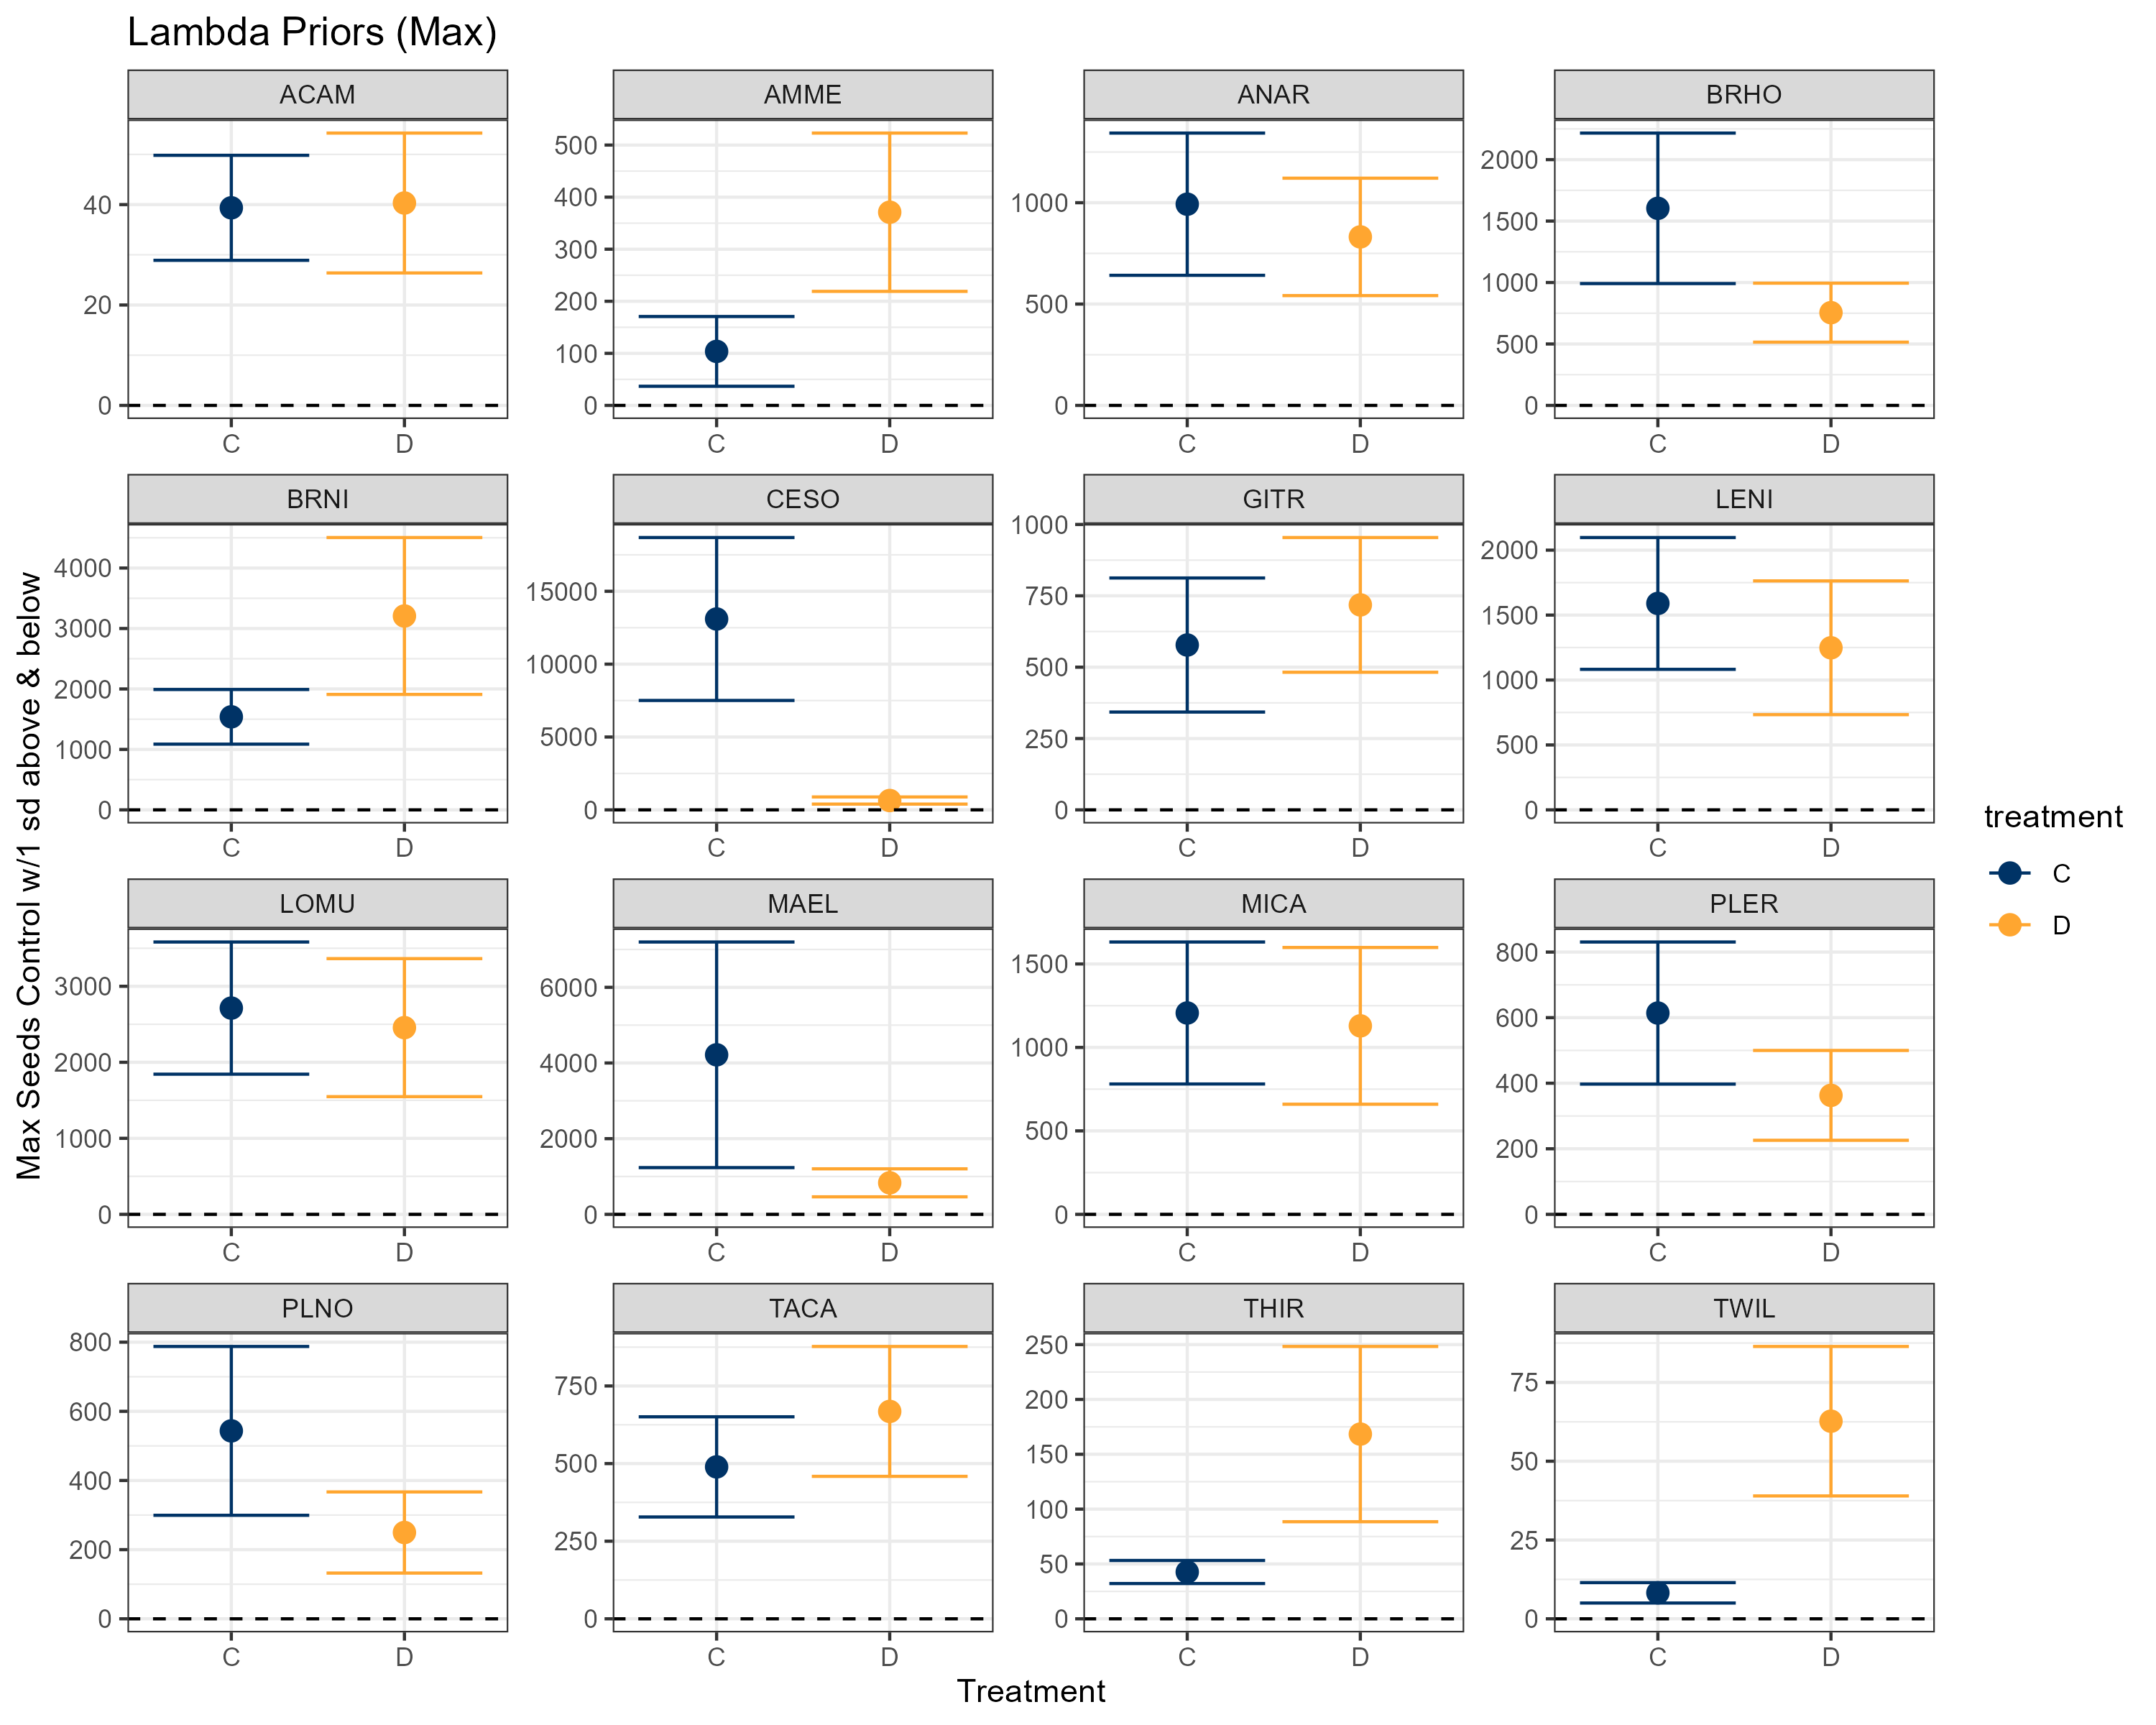 Lambda Priors (Max)
ACAM AMME ANAR BRHO
40
20
0
C D
500
400
300
200
100
0
C D
1000
500
0
C D
2000
1500
1000
500
0
C D
BRNI CESO GITR LENI
4000
3000
2000
1000
0
C D
15000
10000
5000
0
C D
1000
750
500
250
0
C D
2000
1500
1000
500
0
C D
LOMU MAEL MICA PLER
3000
2000
1000
0
C D
6000
4000
2000
0
C D
1500
1000
500
0
C D
800
600
400
200
0
C D
PLNO TACA THIR TWIL
800
600
400
200
0
C D
750
500
250
0
C D
250
200
150
100
50
0
C D
75
50
25
0
C D
Treatment
Max Seeds Control w/1 sd above & below
treatment
C
D